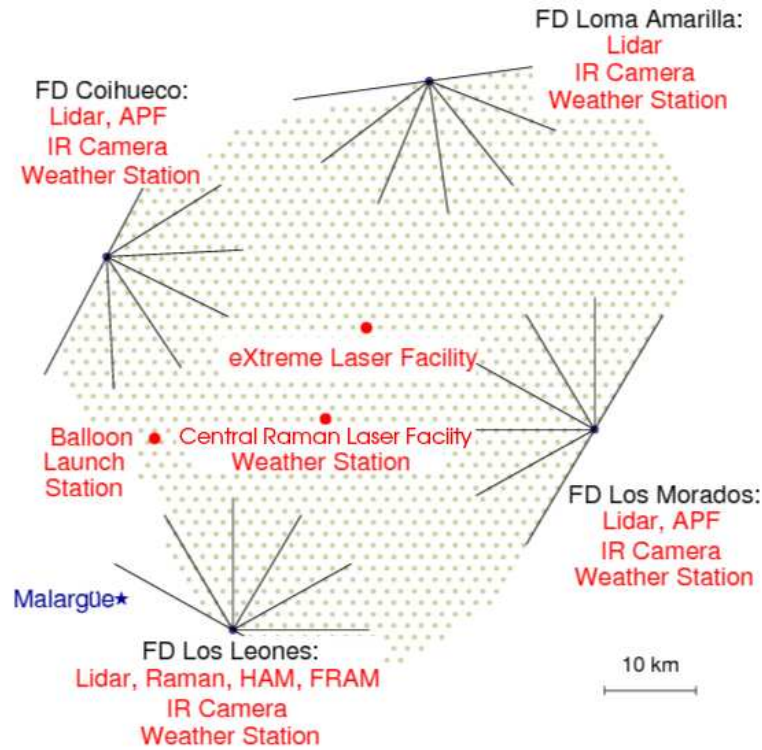 FD Loma Amarilla:
Lidar
IR Camera
Weather Station
FD Coihueco:
Lidar, APF
IR Camera
Weather Station
eXtreme Laser Facility
Central Raman Laser Faciity
Weather Station
Balloon
Launch
Station
FD Los Morados:
Lidar, APF
IR Camera
Weather Station
Malargüe
FD Los Leones:
Lidar, Raman, HAM, FRAM
IR Camera
Weather Station
10 km